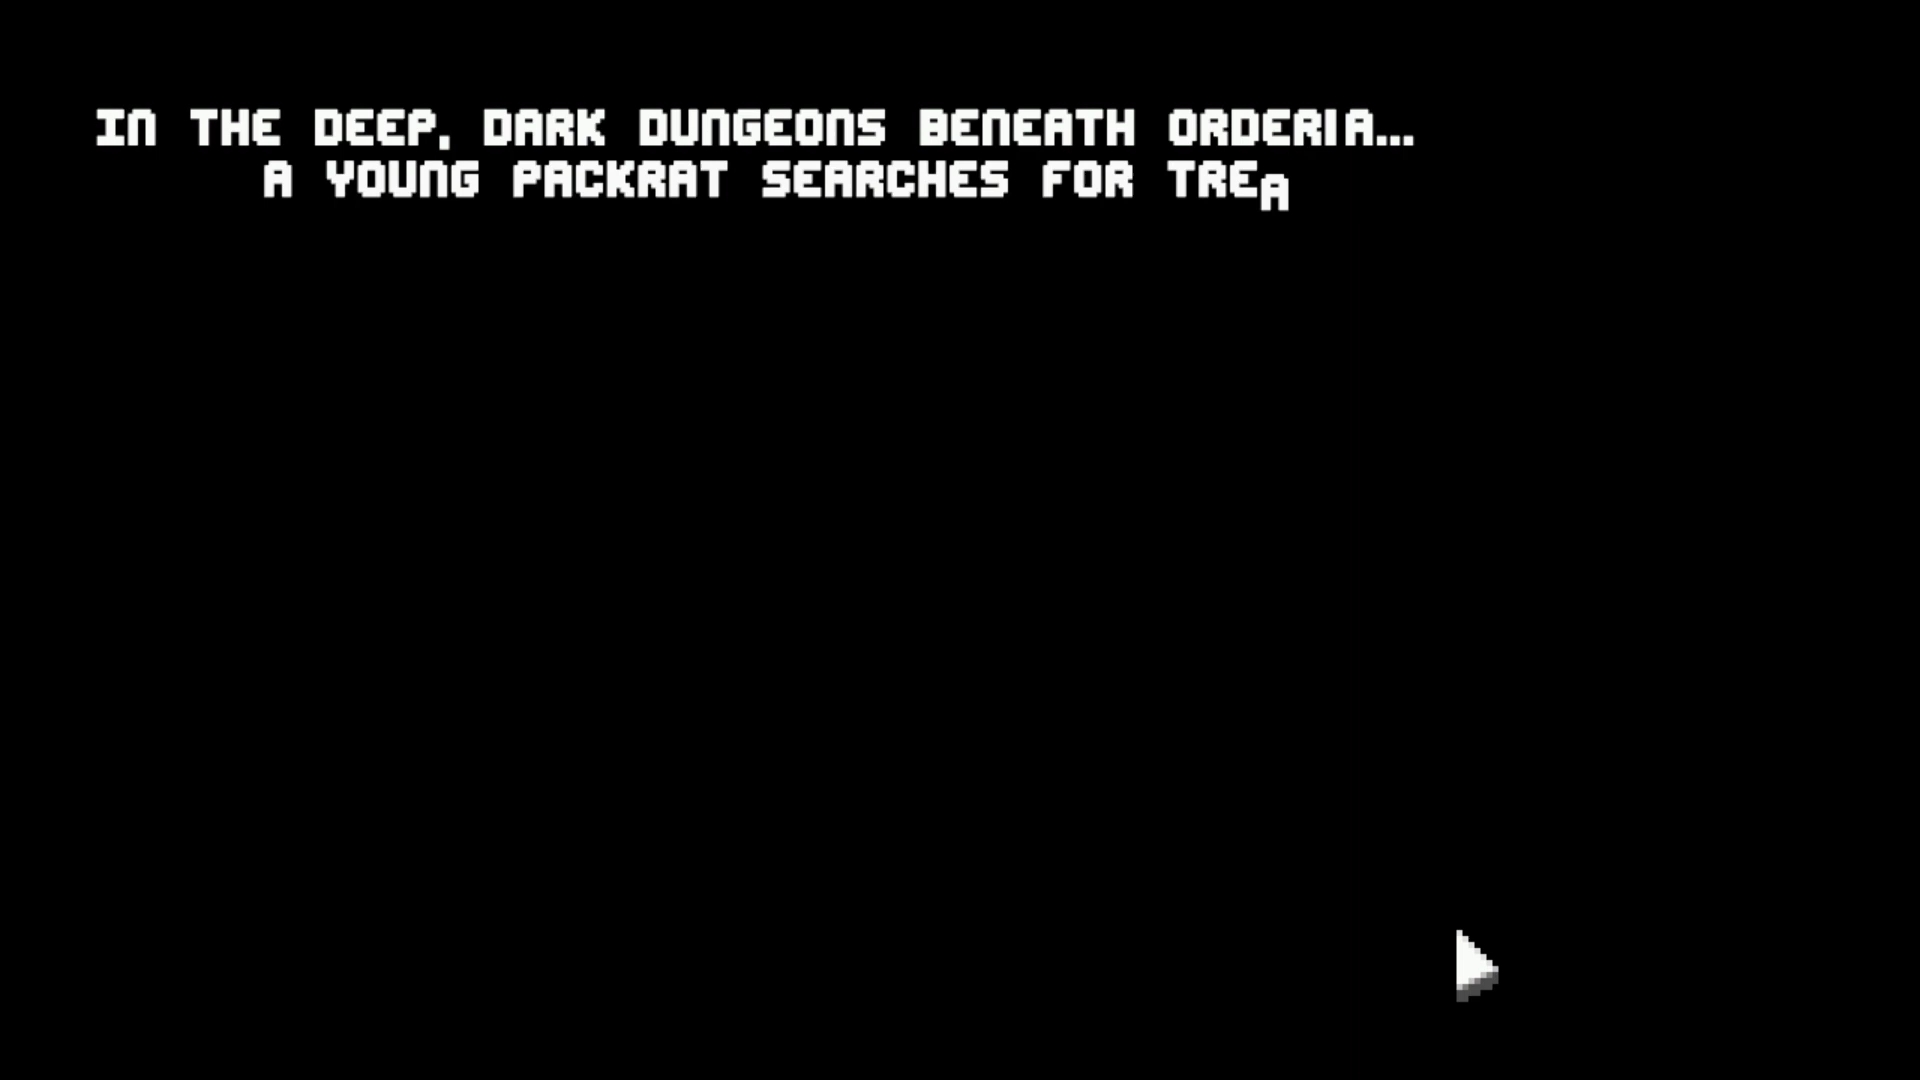 IN THE DEEP, DARK DUNGEONS BENEATH ORDERIA...
A YOUNG PACKRAT SEARCHES FOR TREA